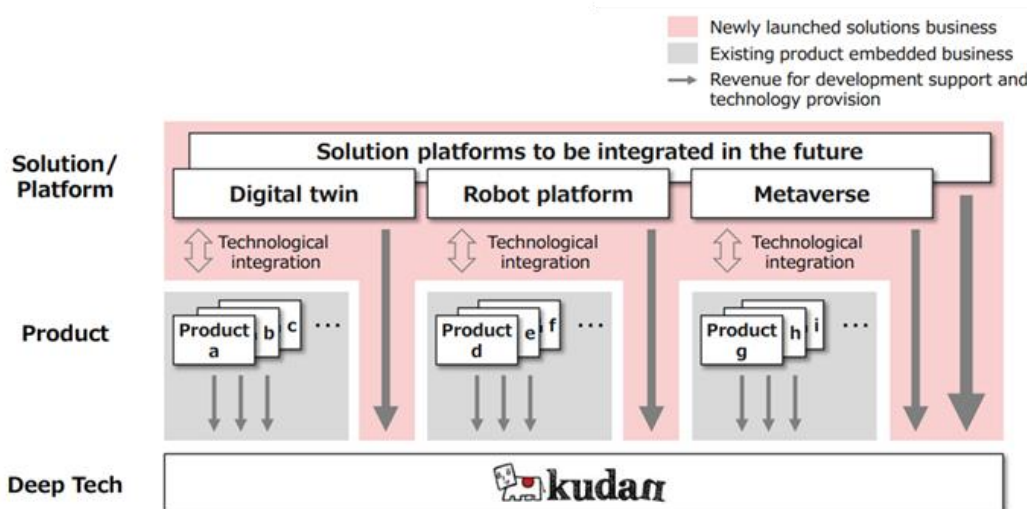 Newly launched solutions business
Existing product embedded business
Revenue for development support and
technology provision
Solution/
Platform
Solution platforms to be integrated in the future
Digital twin
Robot platform
Metaverse
Technological
integration
Technological
integration
Technological
integration
Product
Product
a
b
c
...
Product
d
e
f
...
Product
g
h
i
...
Deep Tech
kudan